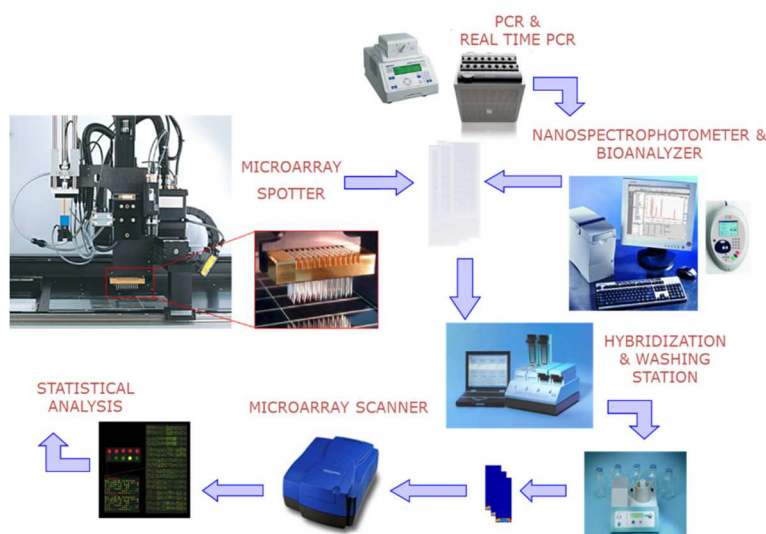 PCR &
REAL TIME PCR
NANOSPECTROPHOTOMETER &
BIOANALYZER
MICROARRAY
SPOTTER
HYBRIDIZATION
& WASHING
STATION
STATISTICAL
ANALYSIS
MICROARRAY SCANNER